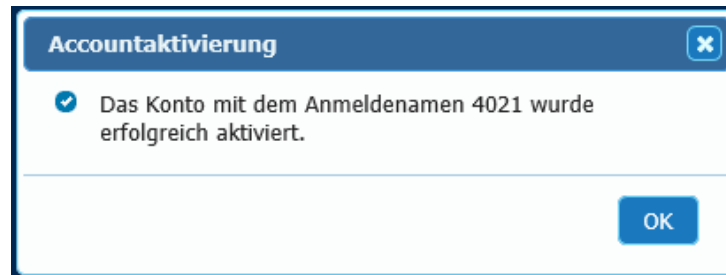 Accountaktivierung
Das Konto mit dem Anmeldenamen 4021 wurde
erfolgreich aktiviert.
OK